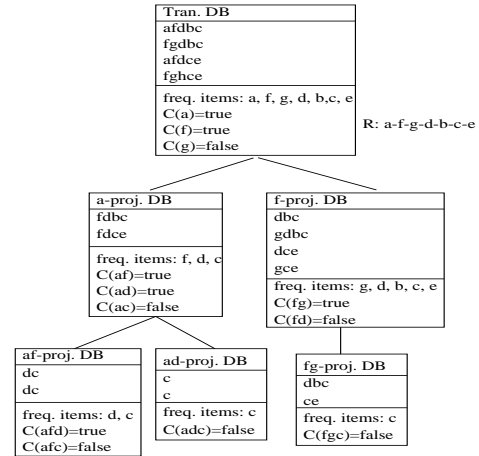 Tran. DB
afdbc
fgdbc
afdce
fghce
freq. items: a, f, g, d, b,c, e
C(a)=true
C(f)=true
C(g)=false
R: a-f-g-d-b-c-e
a-proj. DB
fdbc
fdce
freq. items: f, d, c
C(af)=true
C(ad)=true
C(ac)=false
f-proj. DB
dbc
gdbc
dce
gce
freq. items: g, d, b, c, e
C(fg)=true
C(fd)=false
af-proj. DB
dc
dc
freq. items: d, c
C(afd)=true
C(afc)=false
ad-proj. DB
c
c
freq. items: c
C(adc)=false
fg-proj. DB
dbc
ce
freq. items: c
C(fgc)=false